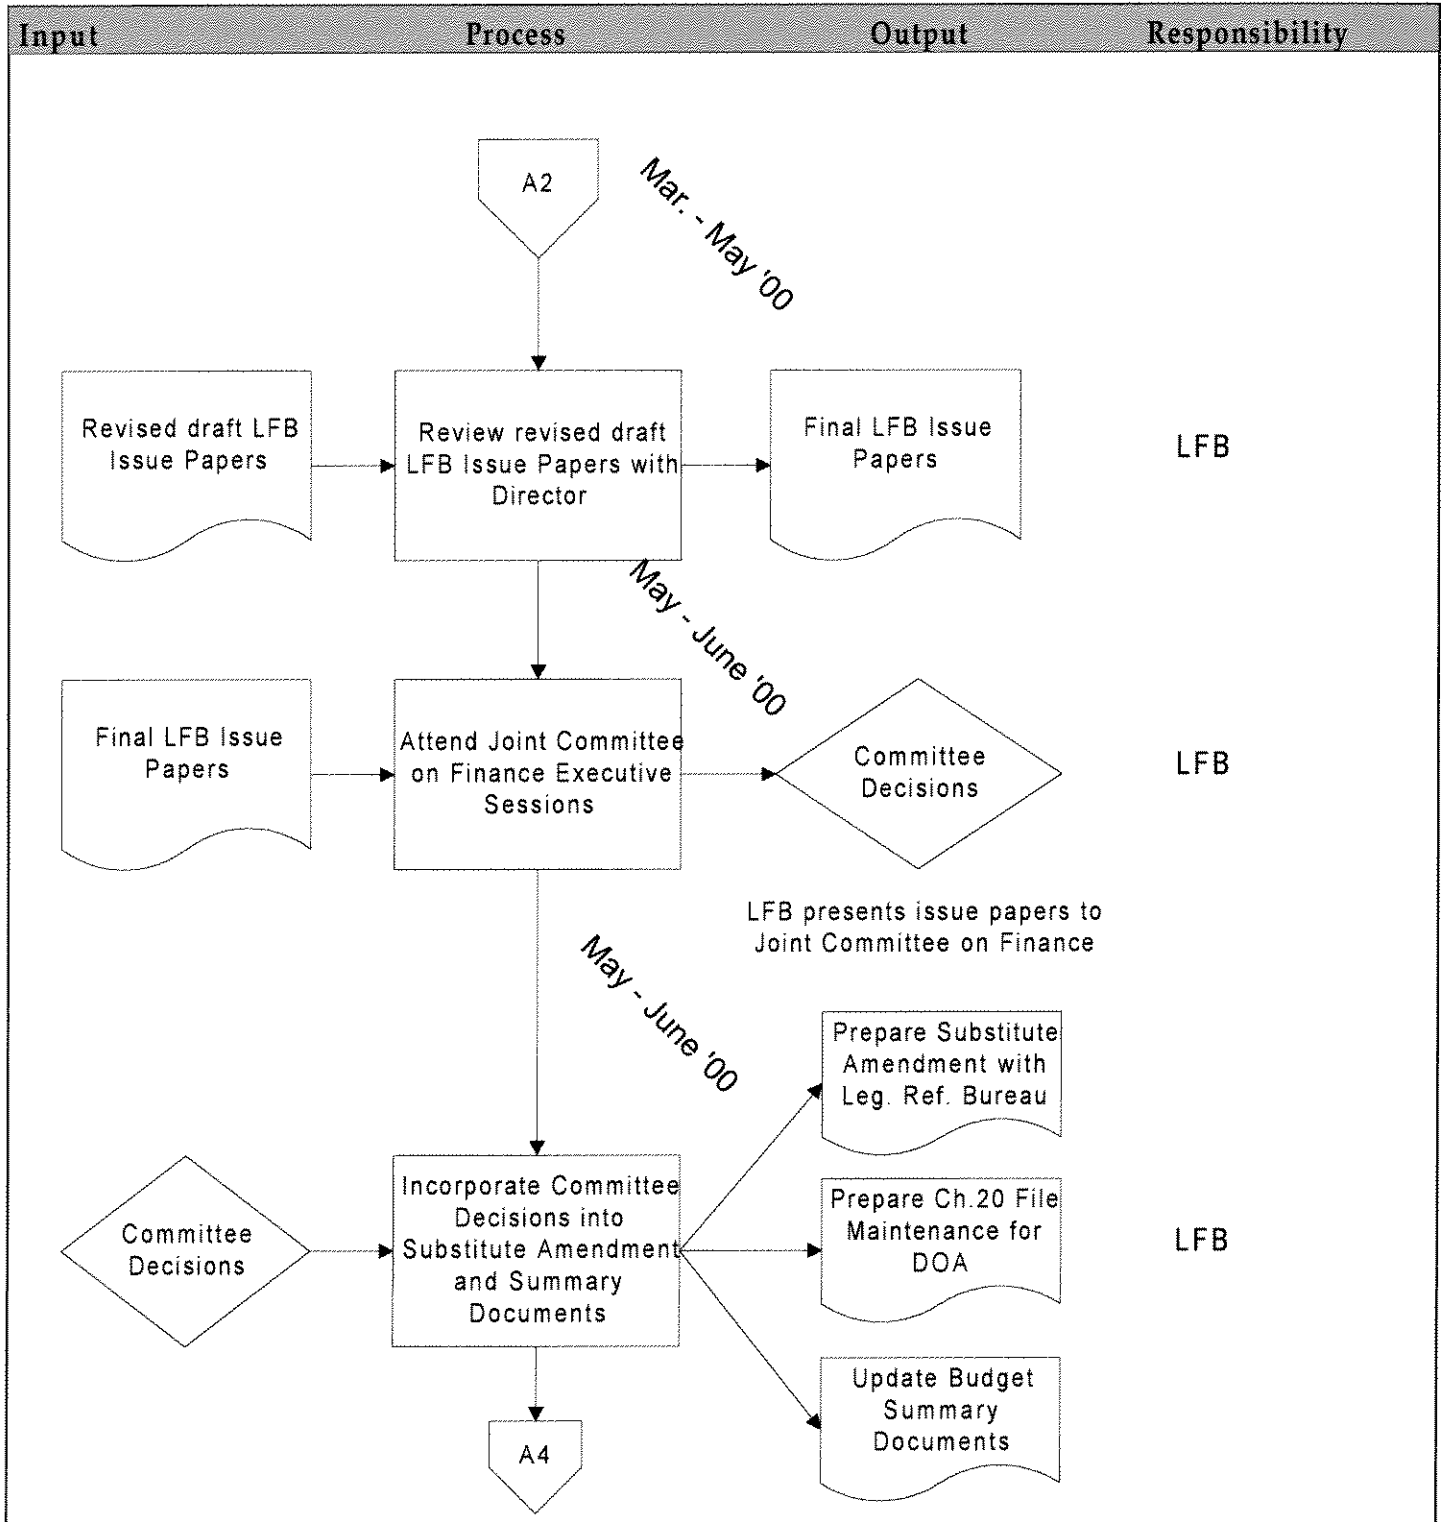 Input Process Output Responsibility
A2
Mar. - May '00
Revised draft LFB
Issue Papers
Review revised draft
LFB Issue Papers with
Director
Final LFB Issue
Papers
LFB
May - June '00
Final LFB Issue
Papers
Attend Joint Committee
on Finance Executive
Sessions
Committee
Decisions
LFB
LFB presents issue papers to
Joint Committee on Finance
May - June '00
Prepare Substitute
Amendment with
Leg. Ref. Bureau
Committee
Decisions
Incorporate Committee
Decisions into
Substitute Amendment
and Summary
Documents
Prepare Ch.20 File
Maintenance for
DOA
LFB
Update Budget
Summary
Documents
A4